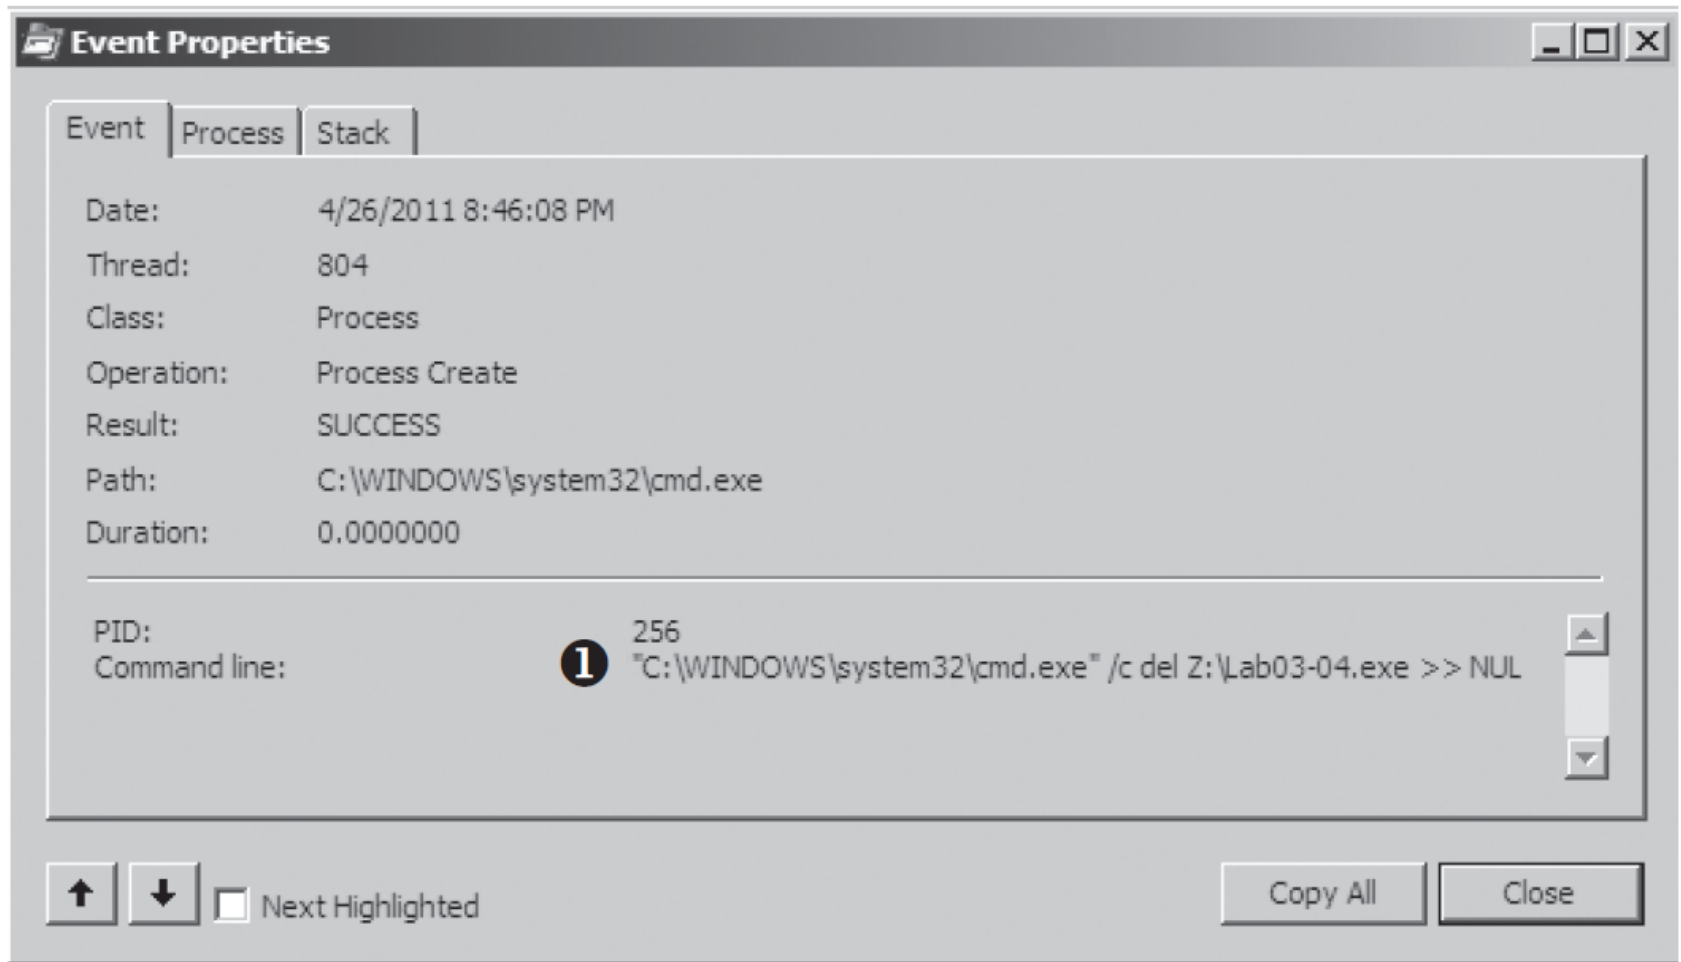 Event Properties
Event Process Stack
Date: 4/26/2011 8:46:08 PM
Thread: 804
Class: Process
Operation: Process Create
Result: SUCCESS
Path: C:\WINDOWS\system32\cmd.exe
Duration: 0.0000000
PID: 256
Command line: 1 "C:\WINDOWS\system32\cmd.exe" /c del Z:\Lab03-04.exe >> NUL
Next Highlighted Copy All Close